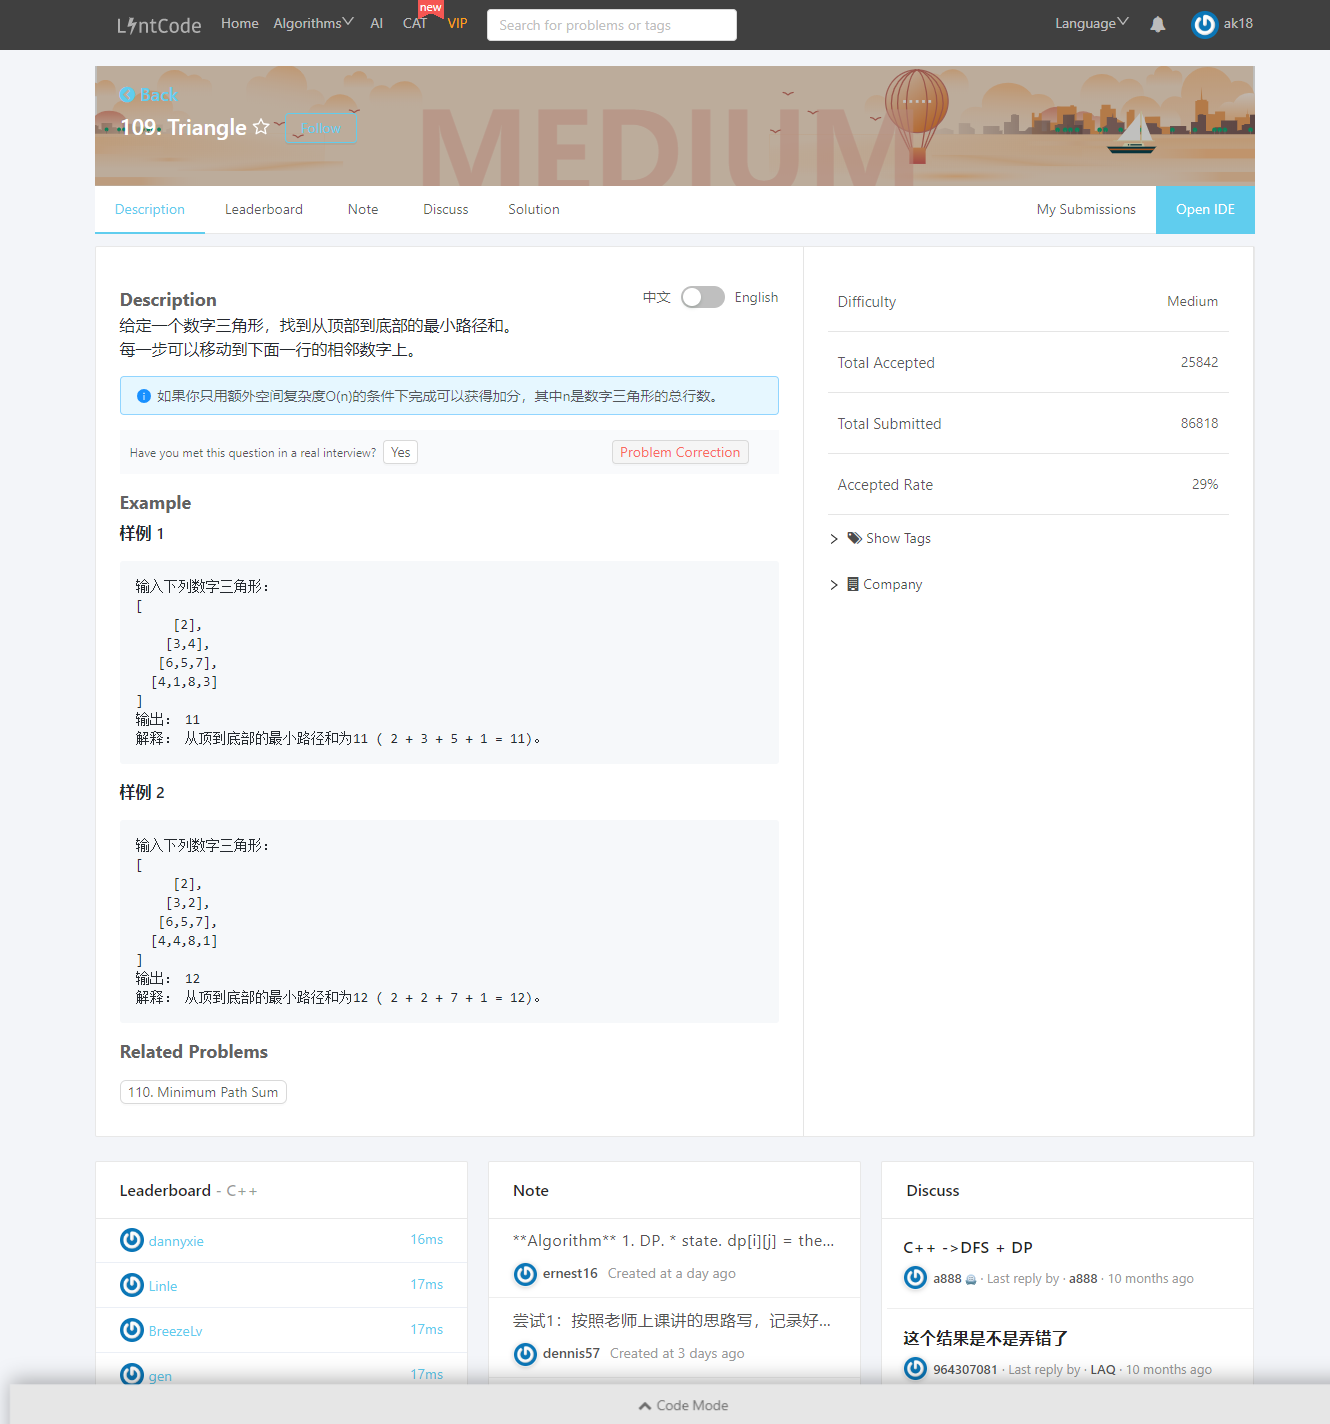 LintCode Home Algorithms AI CAT new VIP Search for problems or tags Language ak18
Back
109. Triangle Follow
MEDIUM
Description Leaderboard Note Discuss Solution My Submissions Open IDE
Description 中文 English
给定一个数字三角形，找到从顶部到底部的最小路径和。
每一步可以移动到下面一行的相邻数字上。
如果你只用额外空间复杂度O(n)的条件下完成可以获得加分，其中n是数字三角形的总行数。
Have you met this question in a real interview? Yes Problem Correction
Example
样例 1
输入下列数字三角形：
[
[2],
[3,4],
[6,5,7],
[4,1,8,3]
]
输出： 11
解释： 从顶到底部的最小路径和为11 ( 2 + 3 + 5 + 1 = 11)。
样例 2
输入下列数字三角形：
[
[2],
[3,2],
[6,5,7],
[4,4,8,1]
]
输出： 12
解释： 从顶到底部的最小路径和为12 ( 2 + 2 + 7 + 1 = 12)。
Related Problems
110. Minimum Path Sum
Difficulty Medium
Total Accepted 25842
Total Submitted 86818
Accepted Rate 29%
Show Tags
Company
Leaderboard - C++
dannyxie 16ms
Linle 17ms
BreezeLv 17ms
gen 17ms
Note
**Algorithm** 1. DP. * state. dp[i][j] = the...
ernest16 Created at a day ago
尝试1：按照老师上课讲的思路写，记录好...
dennis57 Created at 3 days ago
Discuss
C++ ->DFS + DP
a888 · Last reply by · a888 · 10 months ago
这个结果是不是弄错了
964307081 · Last reply by · LAQ · 10 months ago
Code Mode